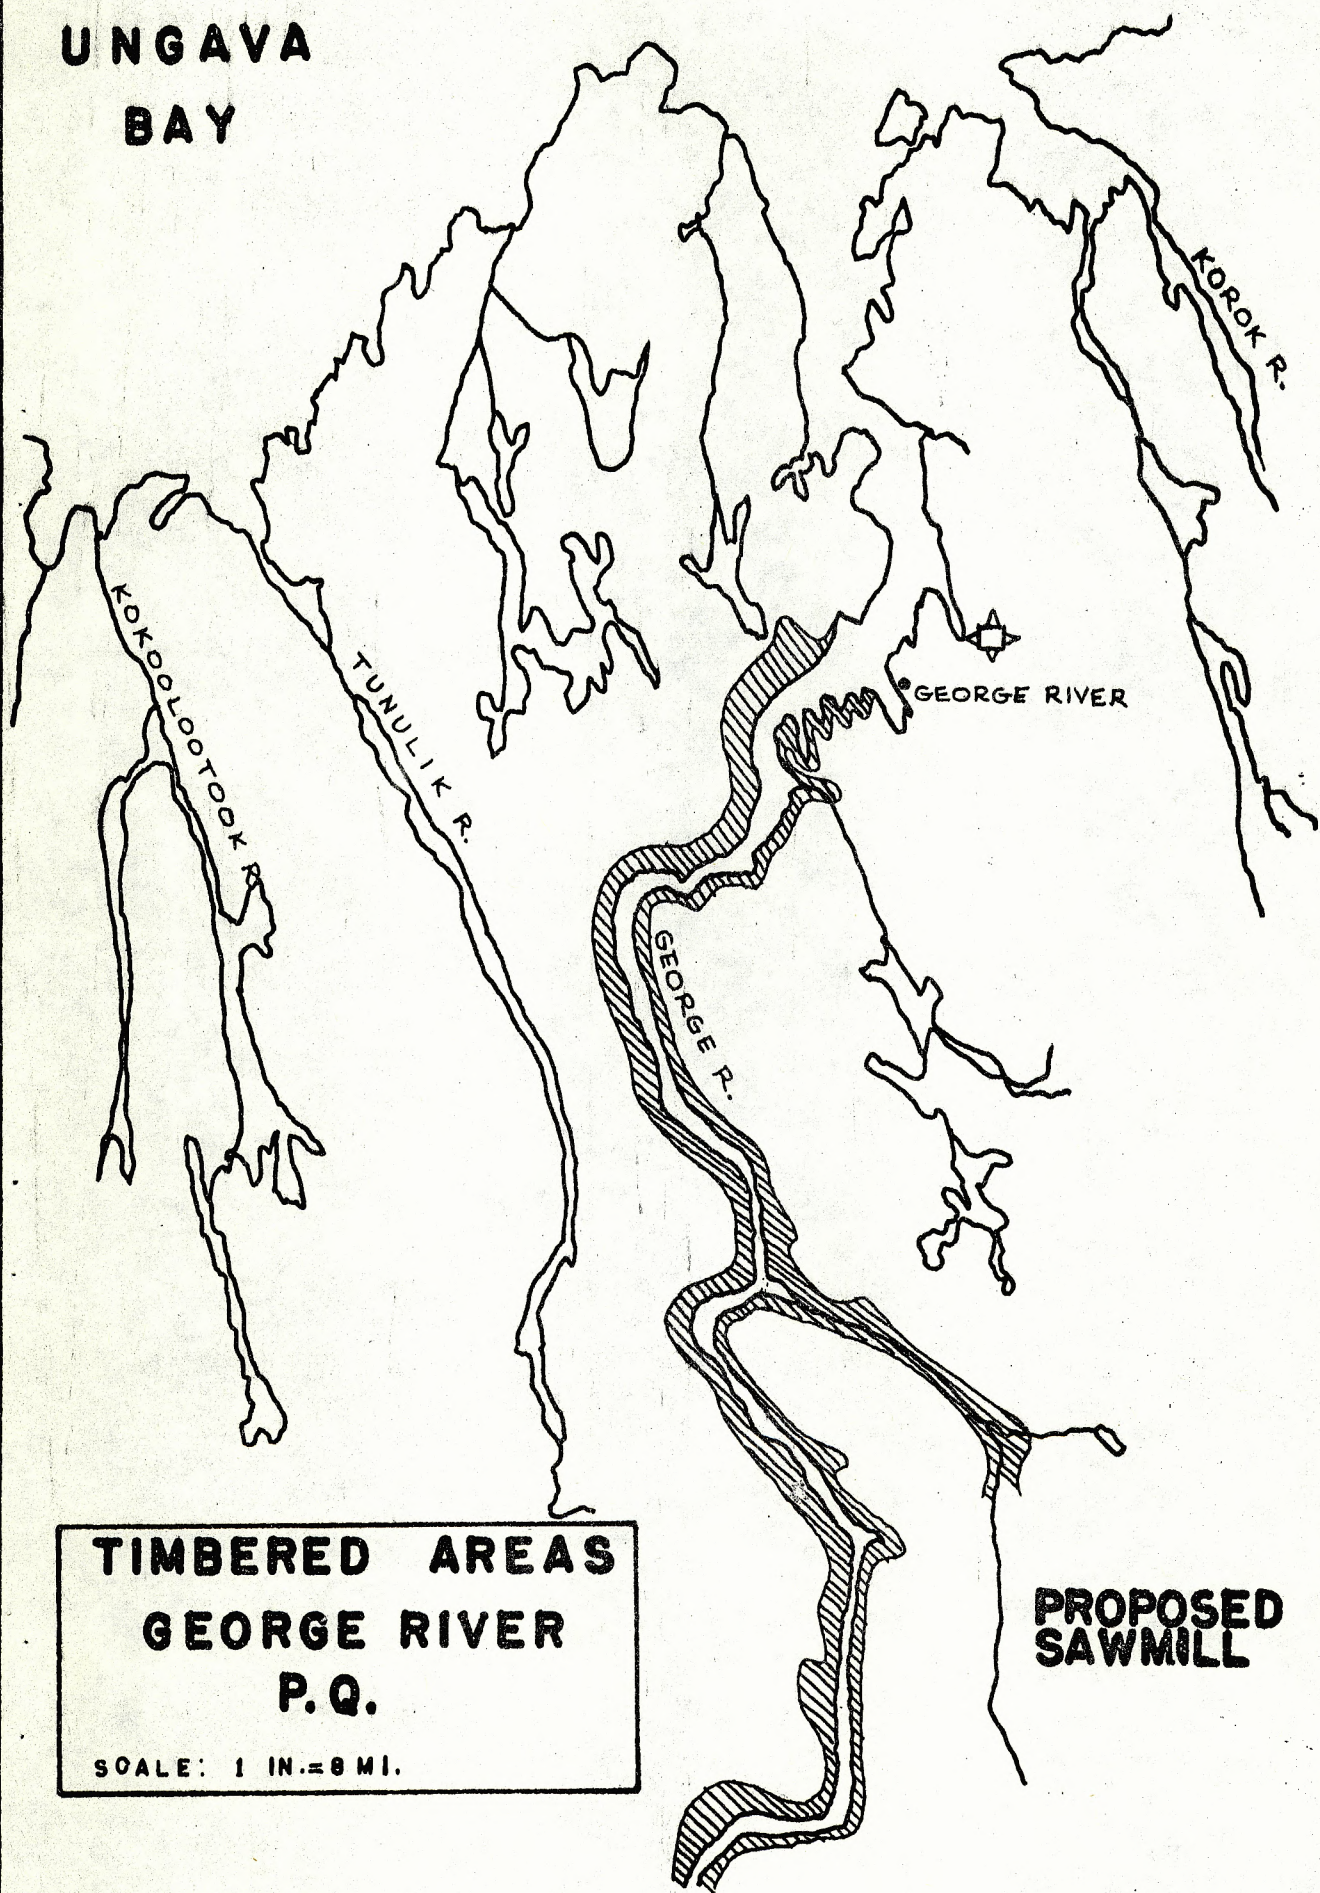 UNGAVA
BAY
KOROK R.
KOKOOLOOTOOK R.
TUNULIK R.
GEORGE RIVER
GEORGE R.
TIMBERED AREAS
GEORGE RIVER
P.Q.
SCALE: 1 IN.=8 MI.
PROPOSED
SAWMILL